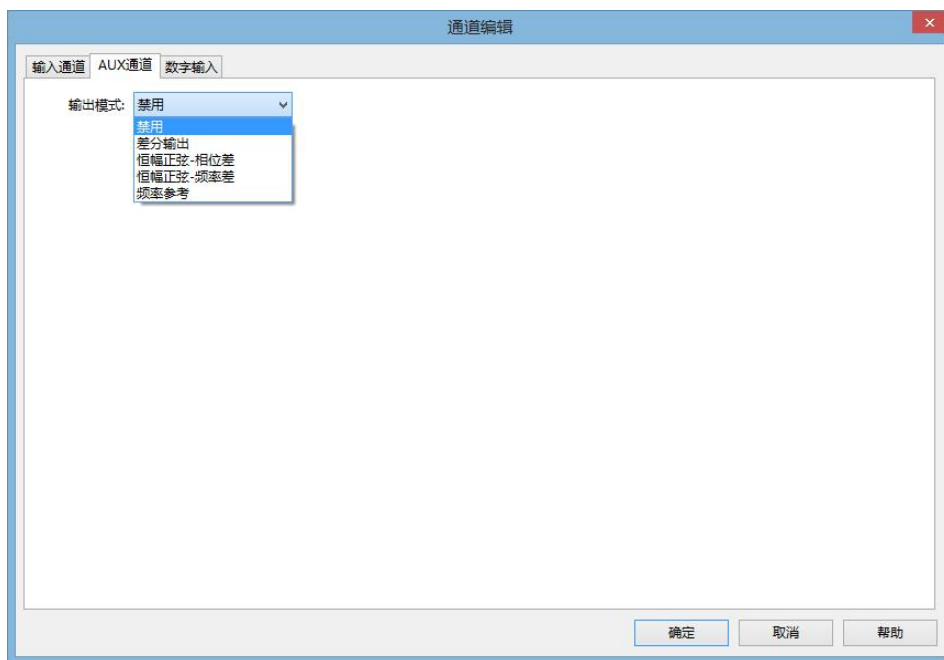 通道编辑
输入通道 AUX通道 数字输入
输出模式: 禁用
禁用
差分输出
恒幅正弦-相位差
恒幅正弦-频率差
频率参考
确定 取消 帮助